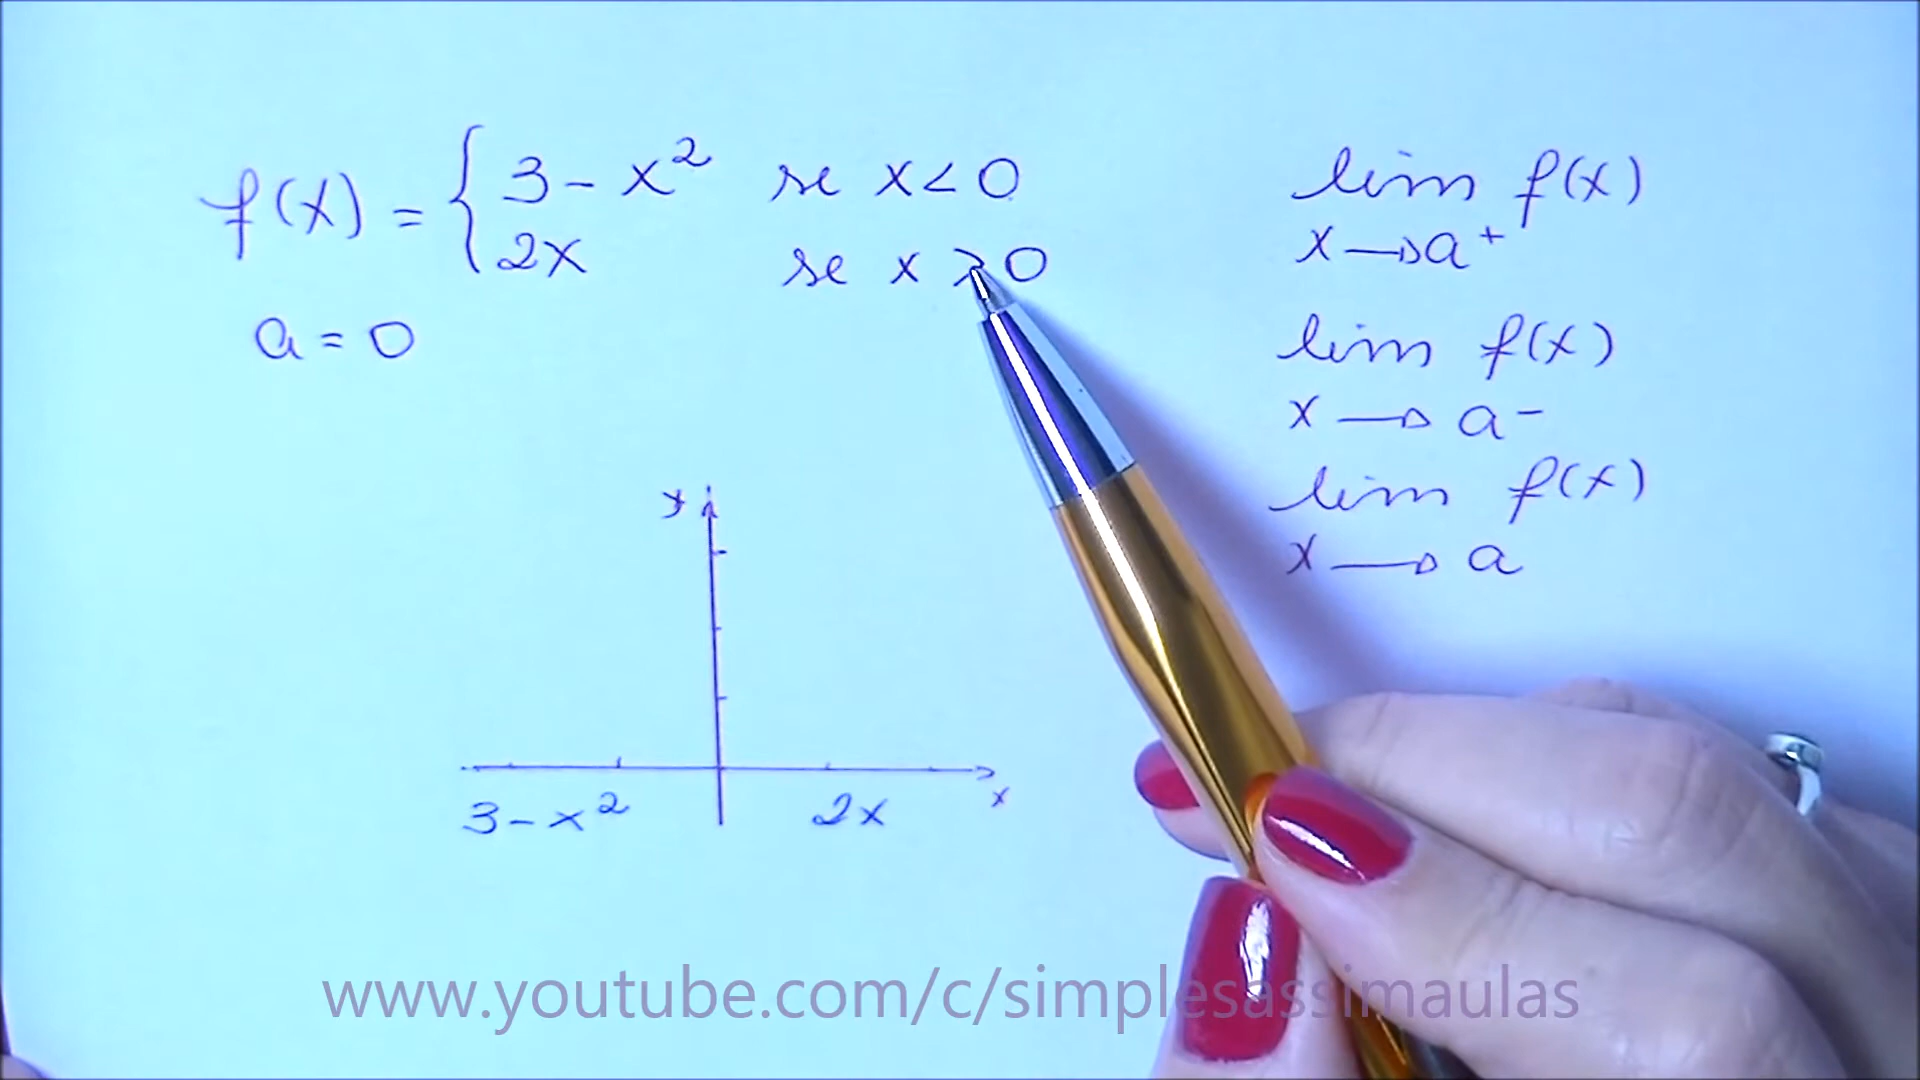 f(x) = { 3 - x² se x < 0
2x se x ≥ 0
a = 0
lim f(x)
x → a⁺
lim f(x)
x → a⁻
lim f(x)
x → a
y
x
3 - x² 2x
www.youtube.com/c/simplesassimaulas